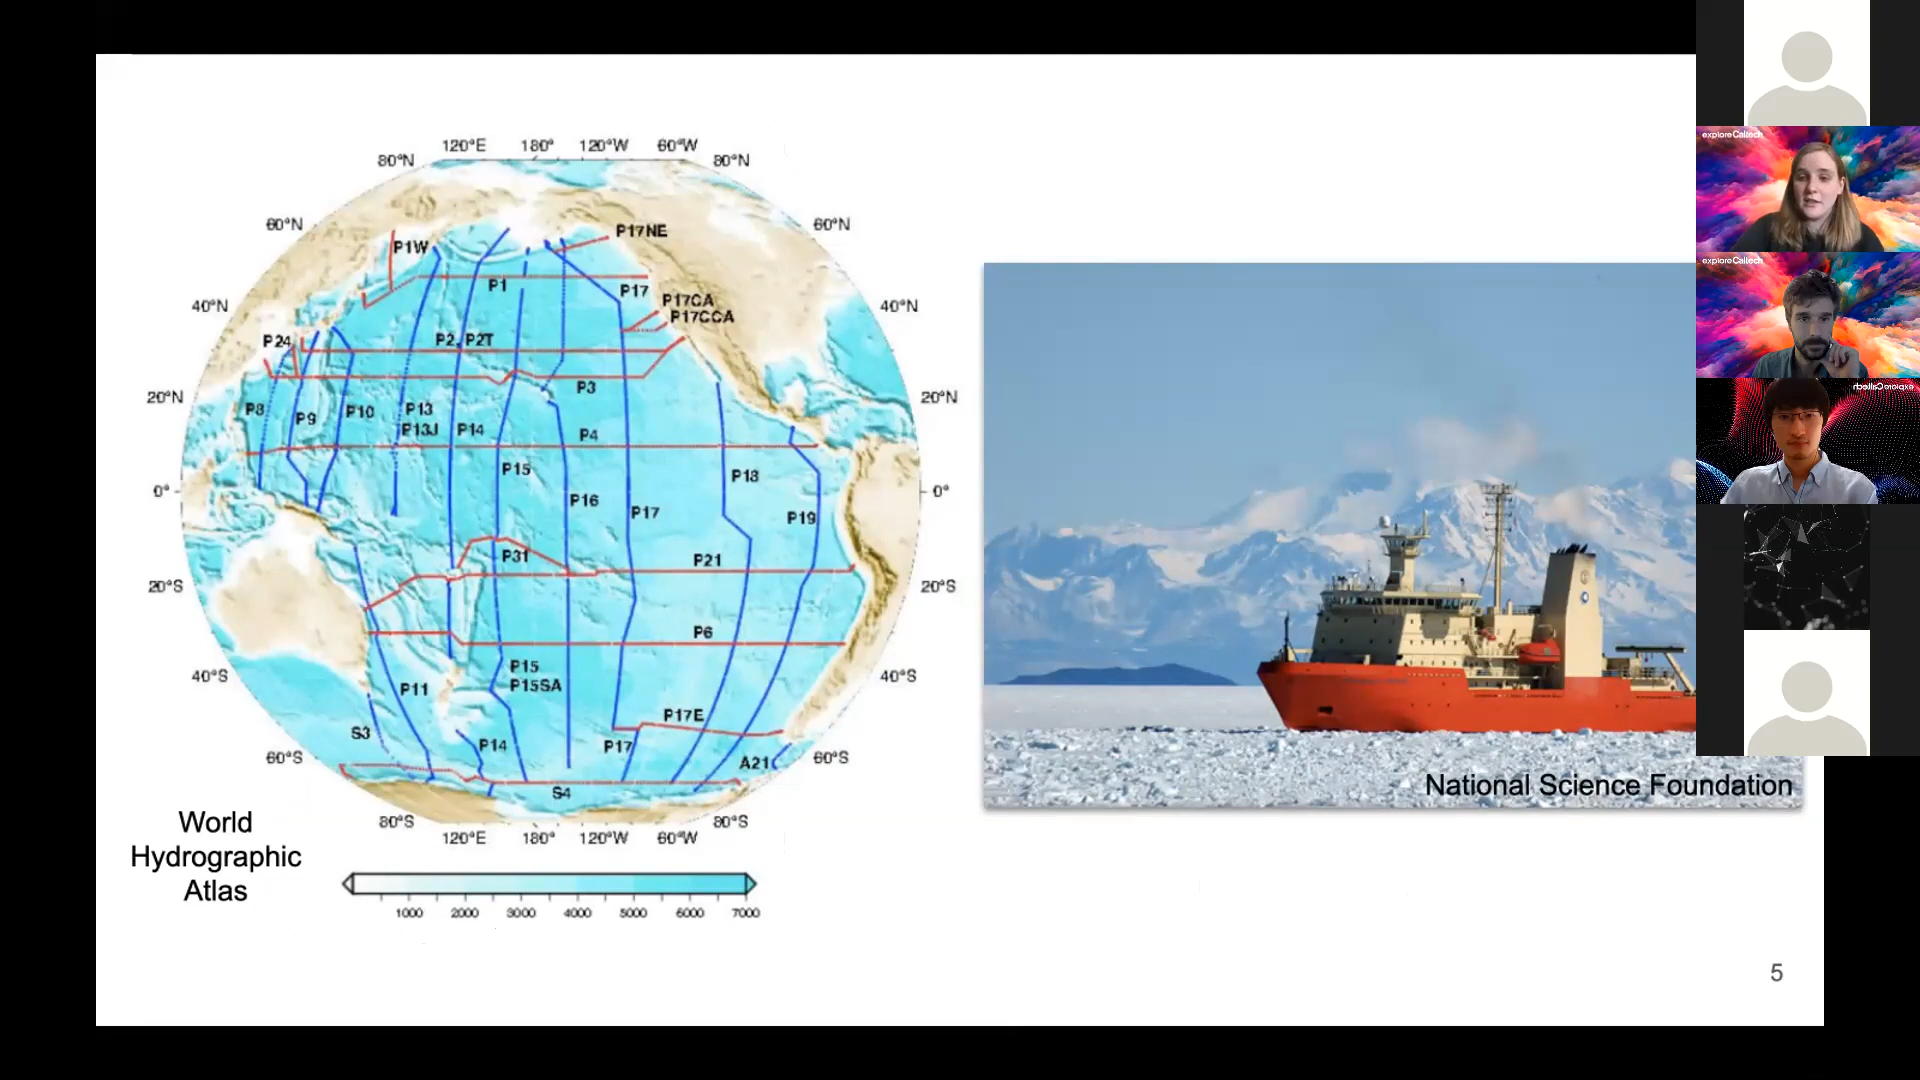 120°E 180° 120°W 60°W
80°N 80°N
60°N 60°N
P17NE
P1W
P1
P17
40°N 40°N
P17CA
P17CCA
P24
P2, P2T
P3
20°N 20°N
P8
P9
P10
P13
P13J
P14
P4
P15
P16
P17
P18
P19
0° 0°
P31
P21
20°S 20°S
P6
P15
P15SA
40°S 40°S
P11
P17E
S3
P14
P17
A21
60°S 60°S
S4
80°S 80°S
120°E 180° 120°W 60°W
World
Hydrographic
Atlas
1000 2000 3000 4000 5000 6000 7000
National Science Foundation
5
exploreCaltech
exploreCaltech
exploreCaltech